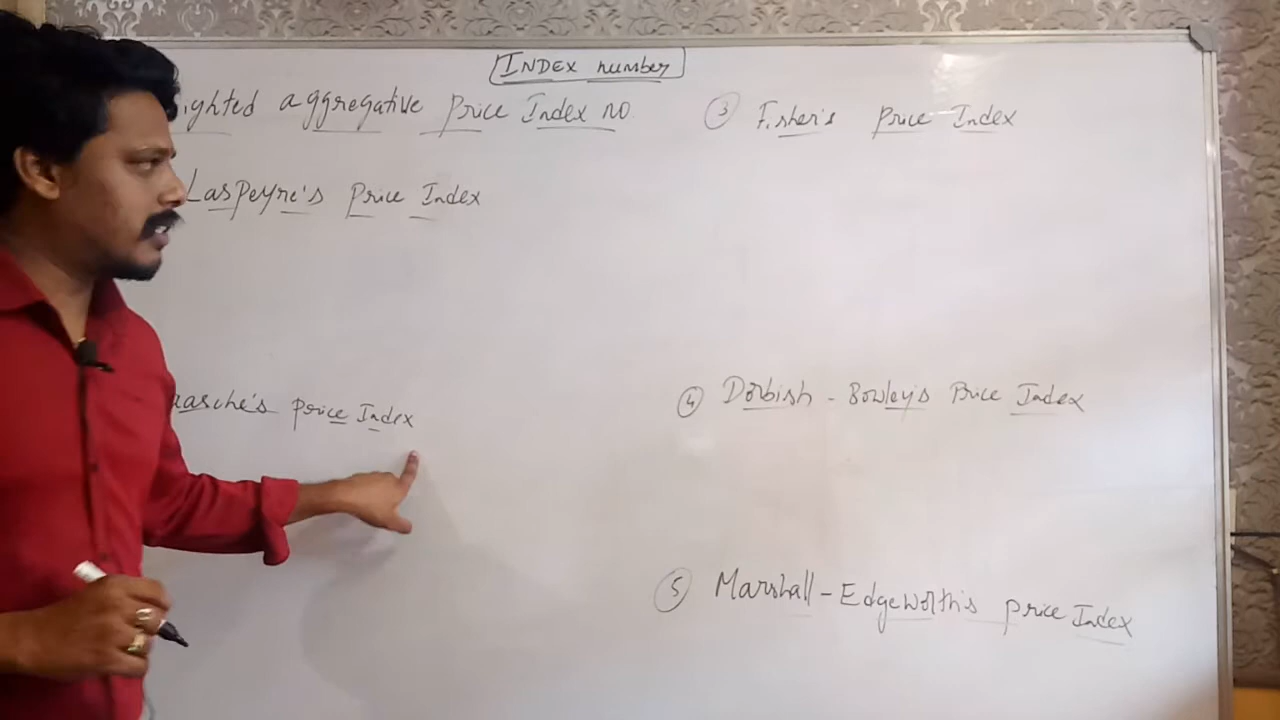 INDEX number
ighted aggregative Price Index no
Laspeyre's Price Index
aasche's price Index
③ Fisher's Price Index
④ Dorbish - Bowley's Price Index
⑤ Marshall - Edgeworth's price Index